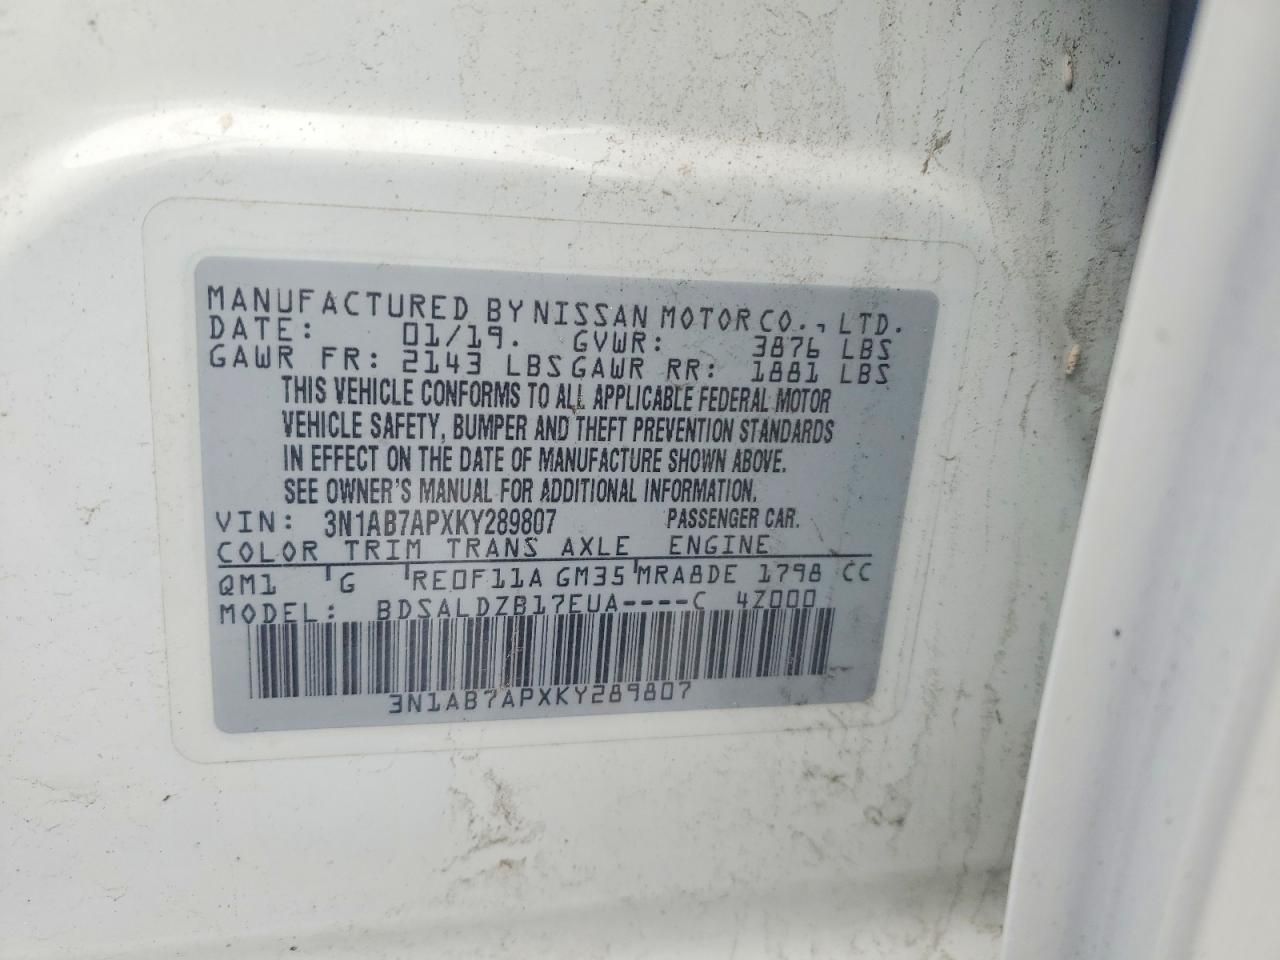 MANUFACTURED BY NISSAN MOTOR CO., LTD.
DATE: 01/19. GVWR: 3876 LBS
GAWR FR: 2143 LBS GAWR RR: 1881 LBS
THIS VEHICLE CONFORMS TO ALL APPLICABLE FEDERAL MOTOR
VEHICLE SAFETY, BUMPER AND THEFT PREVENTION STANDARDS
IN EFFECT ON THE DATE OF MANUFACTURE SHOWN ABOVE.
SEE OWNER'S MANUAL FOR ADDITIONAL INFORMATION.
VIN: 3N1AB7APXKY289807 PASSENGER CAR.
COLOR TRIM TRANS AXLE ENGINE
QM1 G RE0F11A GM35 MRA8DE 1798 CC
MODEL: BDSALDZB17EUA----C 4Z000
3N1AB7APXKY289807